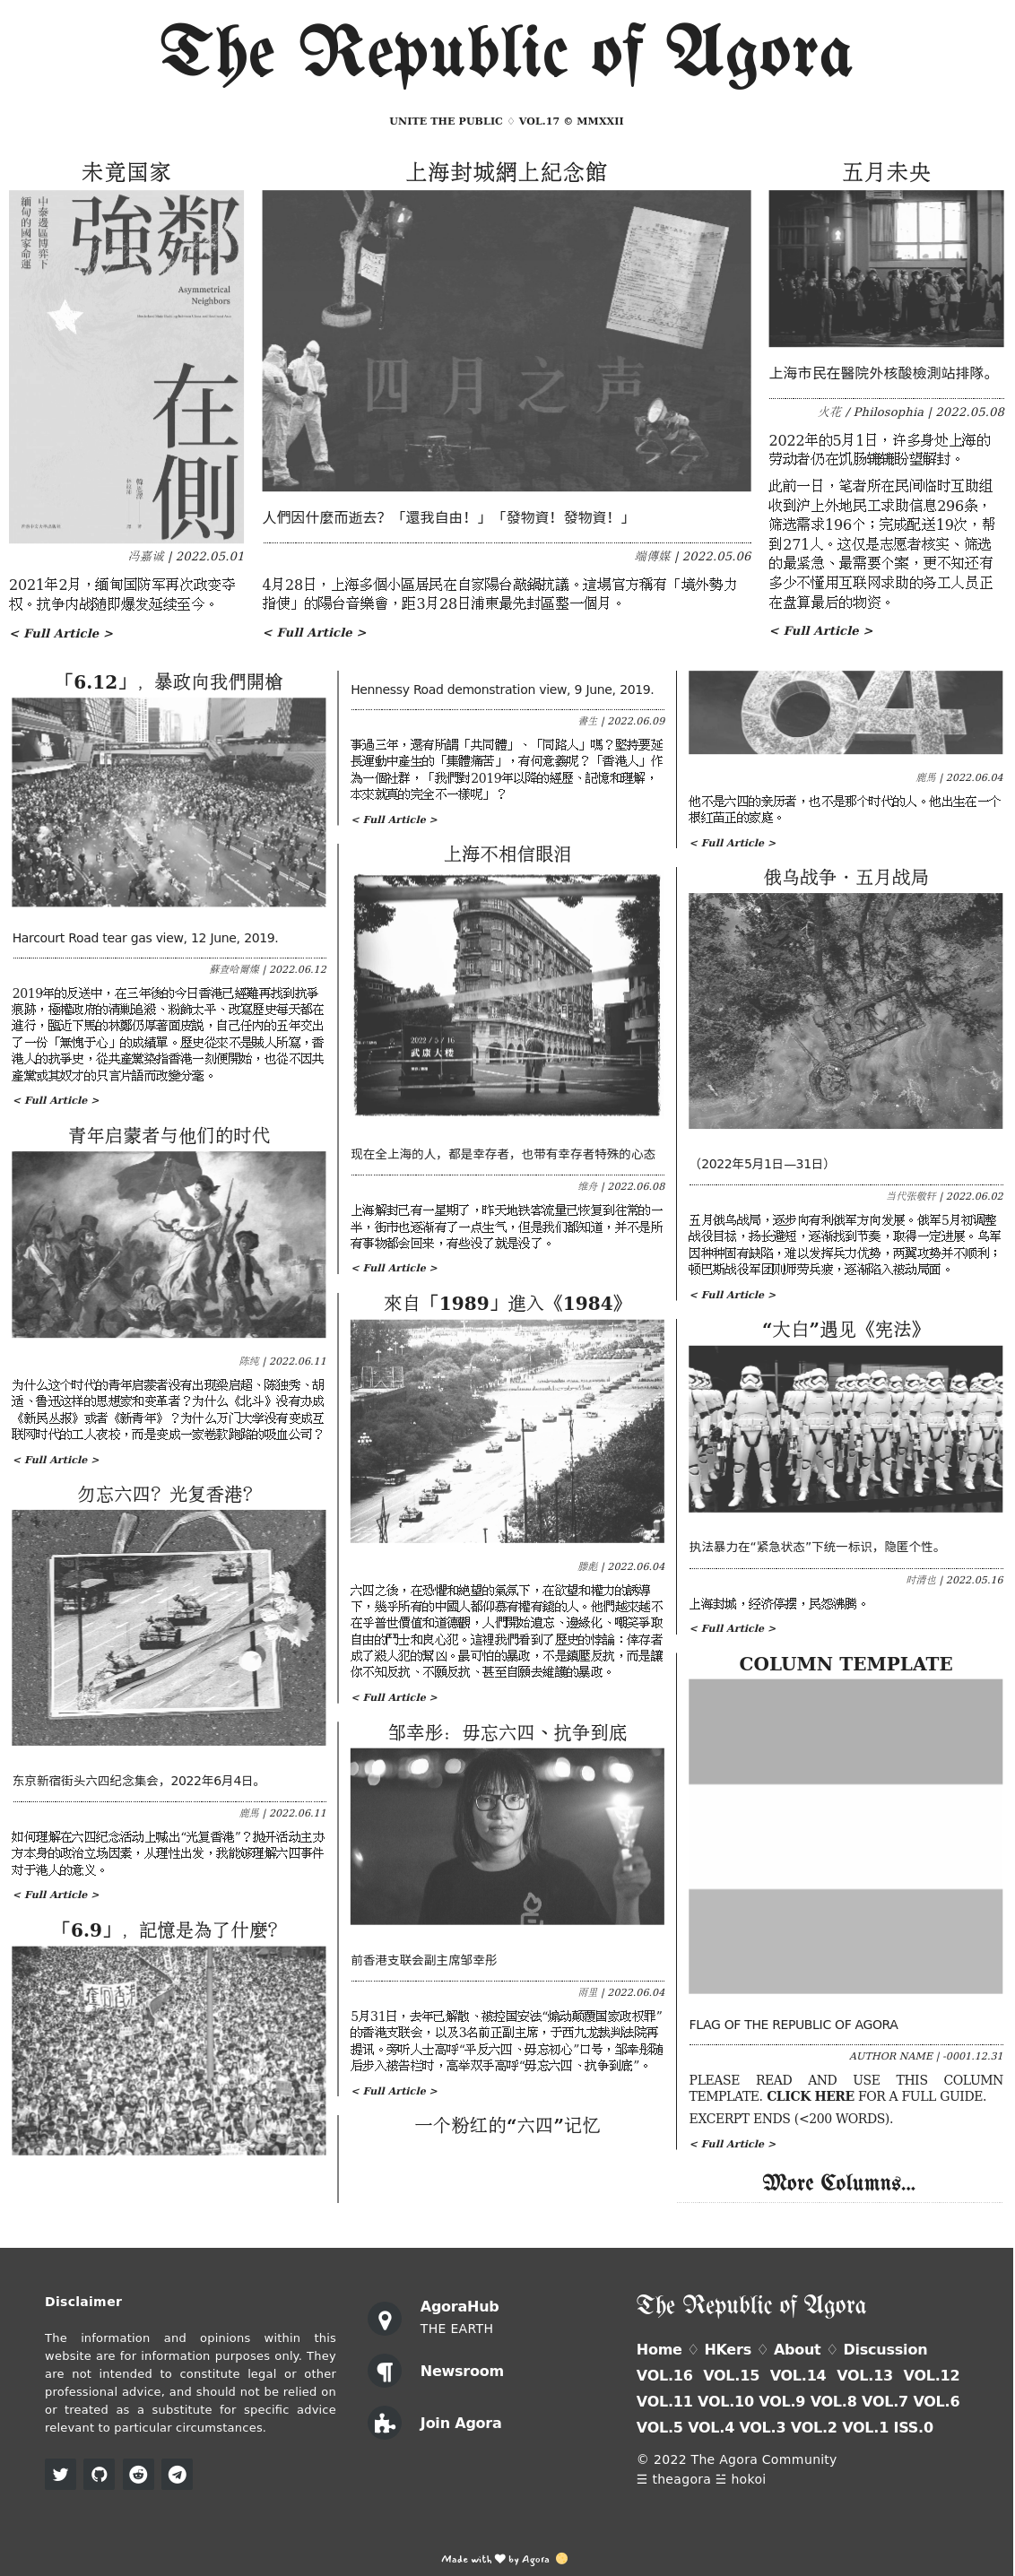 The Republic of Agora
UNITE THE PUBLIC ♢ VOL.17 © MMXXII
未竟国家
緬甸的國家命運
中泰邊區博弈下
強鄰
Asymmetrical
Neighbors
在側
冯嘉诚 | 2022.05.01
2021年2月，缅甸国防军再次政变夺
权。抗争内战随即爆发延续至今。
< Full Article >
上海封城網上紀念館
四月之声
人們因什麼而逝去？「還我自由！」「發物資！發物資！」
端傳媒 | 2022.05.06
4月28日，上海多個小區居民在自家陽台敲鍋抗議。這場官方稱有「境外勢力
指使」的陽台音樂會，距3月28日浦東最先封區整一個月。
< Full Article >
五月未央
上海市民在醫院外核酸檢測站排隊。
火花 / Philosophia | 2022.05.08
2022年的5月1日，许多身处上海的
劳动者仍在饥肠辘辘盼望解封。
此前一日，笔者所在民间临时互助组
收到沪上外地民工求助信息296条，
筛选需求196个；完成配送19次，帮
到271人。这仅是志愿者核实、筛选
的最紧急、最需要个案，更不知还有
多少不懂用互联网求助的务工人员正
在盘算最后的物资。
< Full Article >
「6.12」，暴政向我們開槍
Harcourt Road tear gas view, 12 June, 2019.
蘇查哈爾燦 | 2022.06.12
2019年的反送中，在三年後的今日香港已經難再找到抗爭
痕跡，極權政府的清剿追殺、粉飾太平、改寫歷史每天都在
進行，臨近下馬的林鄭仍厚著面皮說，自己任内的五年交出
了一份「無愧于心」的成績單。歷史從來不是賊人所寫，香
港人的抗爭史，從共產黨染指香港一刻便開始，也從不因共
產黨或其奴才的只言片語而改變分毫。
< Full Article >
青年启蒙者与他们的时代
陈纯 | 2022.06.11
为什么这个时代的青年启蒙者没有出现梁启超、陈独秀、胡
适、鲁迅这样的思想家和变革者？为什么《北斗》没有办成
《新民丛报》或者《新青年》？为什么万门大学没有变成互
联网时代的工人夜校，而是变成一家卷款跑路的吸血公司？
< Full Article >
勿忘六四？光复香港？
东京新宿街头六四纪念集会，2022年6月4日。
鹿馬 | 2022.06.11
如何理解在六四纪念活动上喊出“光复香港”？抛开活动主办
方本身的政治立场因素，从理性出发，我能够理解六四事件
对于港人的意义。
< Full Article >
「6.9」，記憶是為了什麼？
Hennessy Road demonstration view, 9 June, 2019.
書生 | 2022.06.09
事過三年，還有所謂「共同體」、「同路人」嗎？堅持要延
長運動中產生的「集體痛苦」，有何意義呢？「香港人」作
為一個社群，「我們對2019年以降的經歷、記憶和理解，
本來就真的完全不一樣呢」？
< Full Article >
上海不相信眼泪
2022 / 5 / 16
武康大楼
现在全上海的人，都是幸存者，也带有幸存者特殊的心态
维舟 | 2022.06.08
上海解封已有一星期了，昨天地铁客流量已恢复到往常的一
半，街市也逐渐有了一点生气，但是我们都知道，并不是所
有事物都会回来，有些没了就是没了。
< Full Article >
來自「1989」進入《1984》
滕彪 | 2022.06.04
六四之後，在恐懼和絕望的氣氛下，在欲望和權力的誘導
下，幾乎所有的中國人都仰慕有權有錢的人。他們越來越不
在乎普世價值和道德觀，人們開始遺忘、邊緣化、嘲笑爭取
自由的鬥士和良心犯。這裡我們看到了歷史的悖論：倖存者
成了殺人犯的幫凶。最可怕的暴政，不是鎮壓反抗，而是讓
你不知反抗、不願反抗、甚至自願去維護的暴政。
< Full Article >
邹幸彤：毋忘六四、抗争到底
前香港支联会副主席邹幸彤
雨里 | 2022.06.04
5月31日，去年已解散、被控国安法“煽动颠覆国家政权罪”
的香港支联会，以及3名前正副主席，于西九龙裁判法院再
提讯。旁听人士高呼“平反六四、毋忘初心”口号，邹幸彤随
后步入被告栏时，高举双手高呼“毋忘六四、抗争到底”。
< Full Article >
一个粉红的“六四”记忆
04
鹿馬 | 2022.06.04
他不是六四的亲历者，也不是那个时代的人。他出生在一个
根红苗正的家庭。
< Full Article >
俄乌战争 · 五月战局
（2022年5月1日—31日）
当代张敬轩 | 2022.06.02
五月俄乌战局，逐步向有利俄军方向发展。俄军5月初调整
战役目标，扬长避短，逐渐找到节奏，取得一定进展。乌军
因种种固有缺陷，难以发挥兵力优势，两翼攻势并不顺利；
顿巴斯战役军团则师劳兵疲，逐渐陷入被动局面。
< Full Article >
“大白”遇见《宪法》
执法暴力在“紧急状态”下统一标识，隐匿个性。
时清也 | 2022.05.16
上海封城，经济停摆，民怨沸腾。
< Full Article >
COLUMN TEMPLATE
FLAG OF THE REPUBLIC OF AGORA
AUTHOR NAME | -0001.12.31
PLEASE READ AND USE THIS COLUMN
TEMPLATE. CLICK HERE FOR A FULL GUIDE.
EXCERPT ENDS (<200 WORDS).
< Full Article >
More Columns...
Disclaimer
The information and opinions within this
website are for information purposes only. They
are not intended to constitute legal or other
professional advice, and should not be relied on
or treated as a substitute for specific advice
relevant to particular circumstances.
AgoraHub
THE EARTH
Newsroom
Join Agora
The Republic of Agora
Home ♢ HKers ♢ About ♢ Discussion
VOL.16 VOL.15 VOL.14 VOL.13 VOL.12
VOL.11 VOL.10 VOL.9 VOL.8 VOL.7 VOL.6
VOL.5 VOL.4 VOL.3 VOL.2 VOL.1 ISS.0
© 2022 The Agora Community
☰ theagora ☱ hokoi
Made with ♥ by Agora